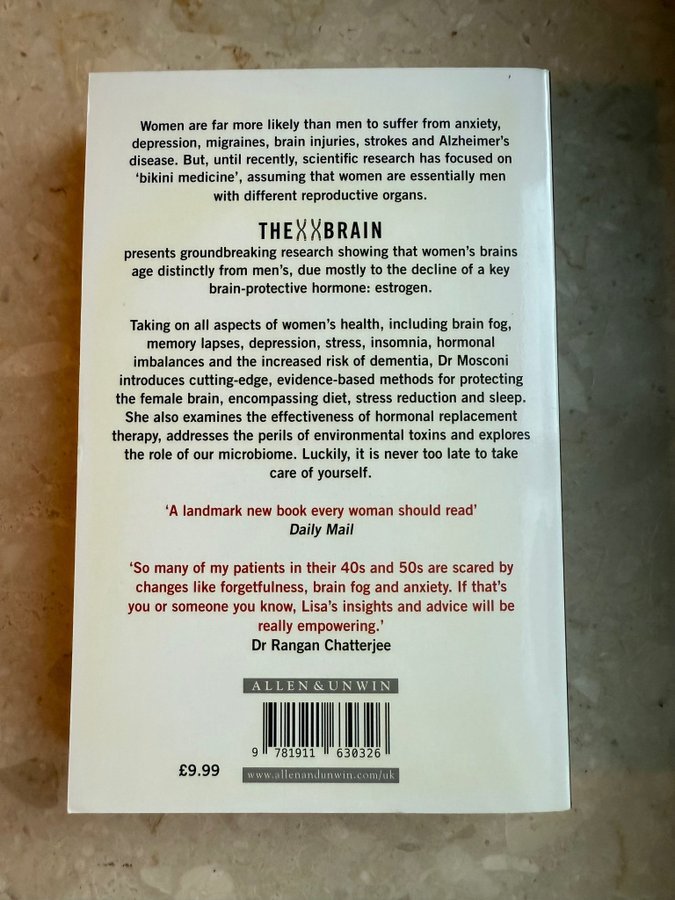 Women are far more likely than men to suffer from anxiety,
depression, migraines, brain injuries, strokes and Alzheimer's
disease. But, until recently, scientific research has focused on
'bikini medicine', assuming that women are essentially men
with different reproductive organs.
THE XX BRAIN
presents groundbreaking research showing that women's brains
age distinctly from men's, due mostly to the decline of a key
brain-protective hormone: estrogen.
Taking on all aspects of women's health, including brain fog,
memory lapses, depression, stress, insomnia, hormonal
imbalances and the increased risk of dementia, Dr Mosconi
introduces cutting-edge, evidence-based methods for protecting
the female brain, encompassing diet, stress reduction and sleep.
She also examines the effectiveness of hormonal replacement
therapy, addresses the perils of environmental toxins and explores
the role of our microbiome. Luckily, it is never too late to take
care of yourself.
'A landmark new book every woman should read'
Daily Mail
'So many of my patients in their 40s and 50s are scared by
changes like forgetfulness, brain fog and anxiety. If that's
you or someone you know, Lisa's insights and advice will be
really empowering.'
Dr Rangan Chatterjee
ALLEN & UNWIN
9 781911 630326
£9.99
www.allenandunwin.com/uk